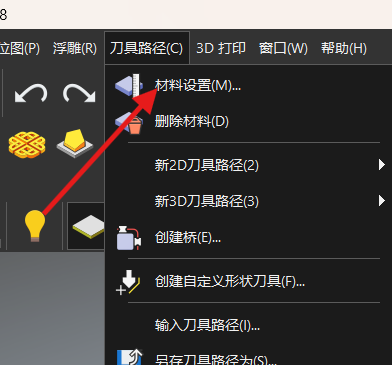 8
位图(P) 浮雕(R) 刀具路径(C) 3D 打印 窗口(W) 帮助(H)
材料设置(M)...
删除材料(D)
新2D刀具路径(2)
新3D刀具路径(3)
创建桥(E)...
创建自定义形状刀具(F)...
输入刀具路径(I)...
另存刀具路径为(S)...